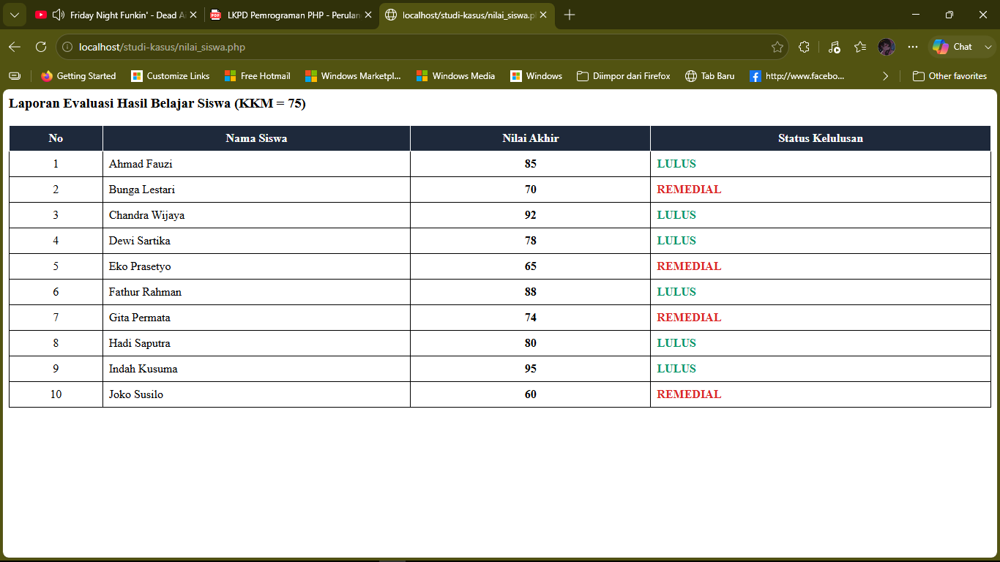 Friday Night Funkin' - Dead A
LKPD Pemrograman PHP - Perulan
localhost/studi-kasus/nilai_siswa.p
localhost/studi-kasus/nilai_siswa.php
Chat
Getting Started
Customize Links
Free Hotmail
Windows Marketpl...
Windows Media
Windows
Diimpor dari Firefox
Tab Baru
http://www.facebo...
Other favorites
Laporan Evaluasi Hasil Belajar Siswa (KKM = 75)
No Nama Siswa Nilai Akhir Status Kelulusan
1 Ahmad Fauzi 85 LULUS
2 Bunga Lestari 70 REMEDIAL
3 Chandra Wijaya 92 LULUS
4 Dewi Sartika 78 LULUS
5 Eko Prasetyo 65 REMEDIAL
6 Fathur Rahman 88 LULUS
7 Gita Permata 74 REMEDIAL
8 Hadi Saputra 80 LULUS
9 Indah Kusuma 95 LULUS
10 Joko Susilo 60 REMEDIAL